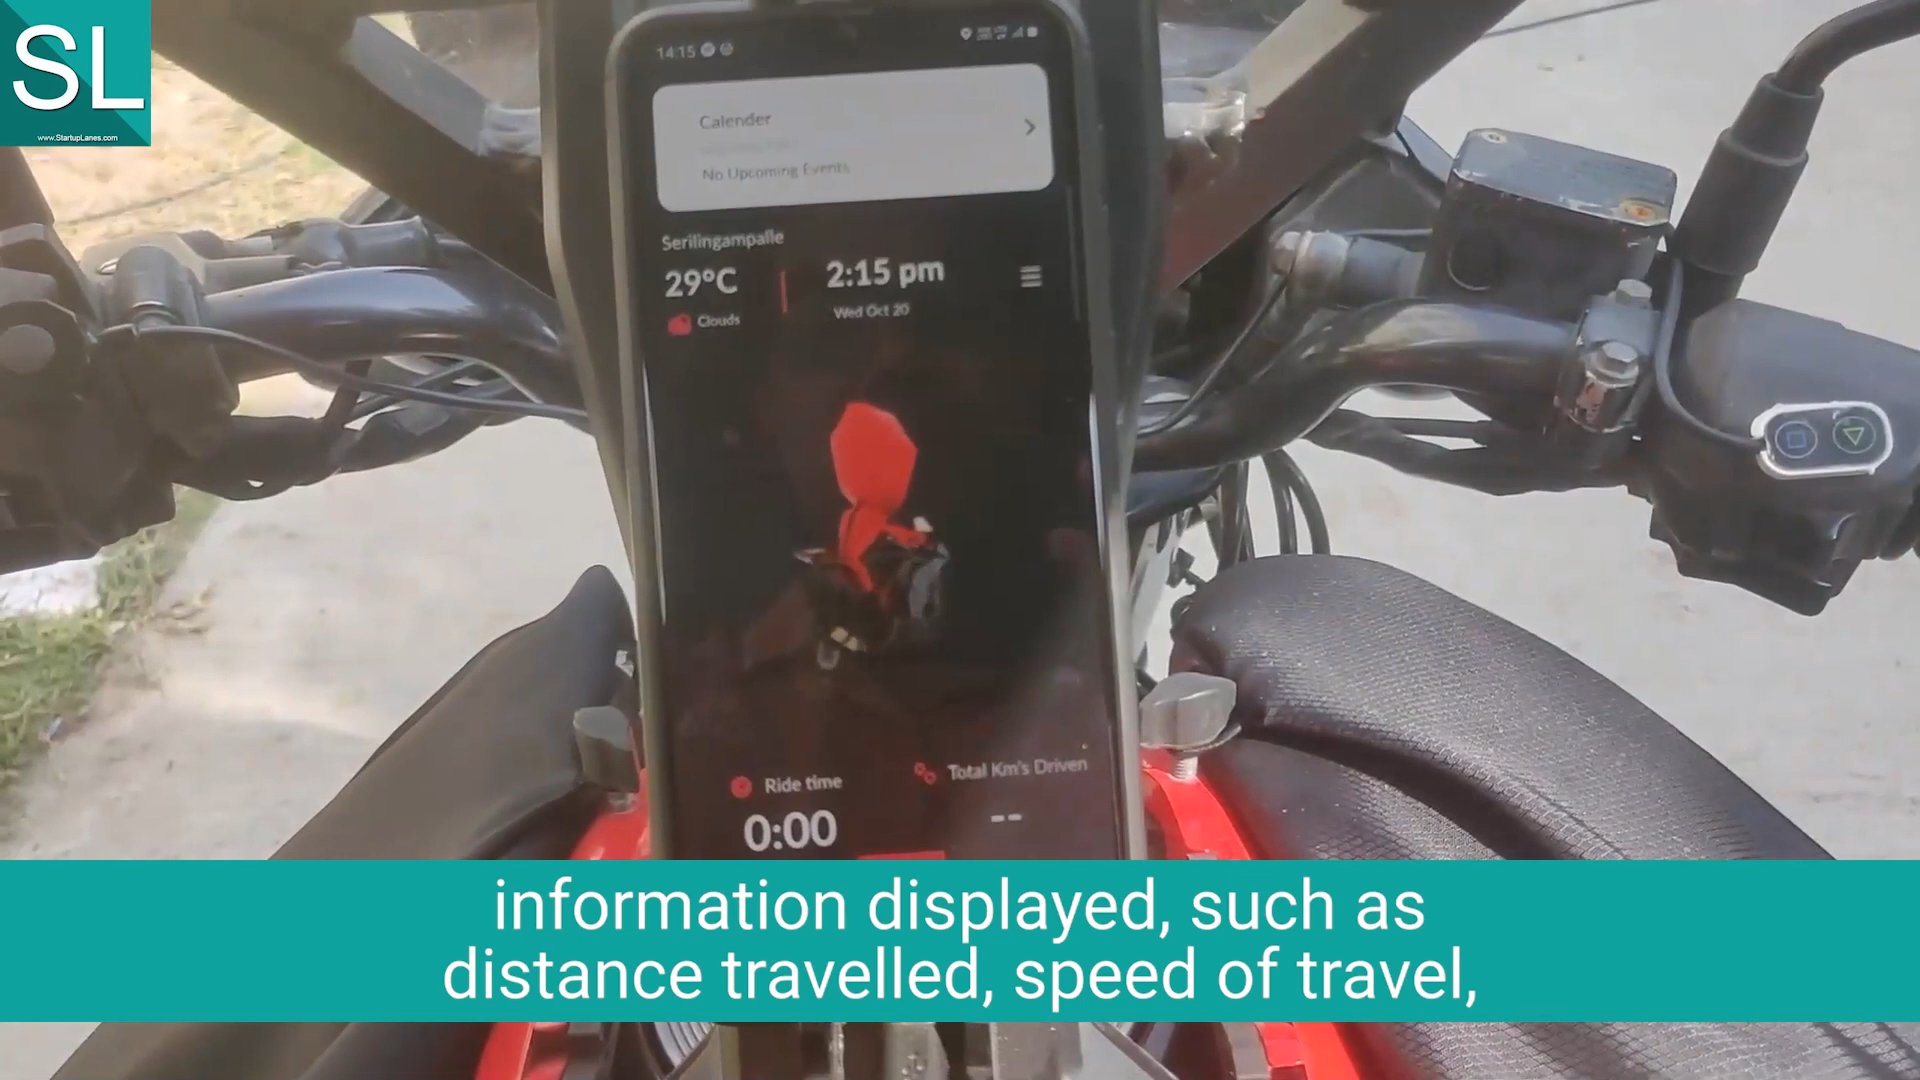 SL
www.StartupLanes.com
14:15
Calender
No Upcoming Events
Serilingampalle
29°C
2:15 pm
Clouds
Wed Oct 20
Ride time
Total Km's Driven
0:00
--
information displayed, such as
distance travelled, speed of travel,